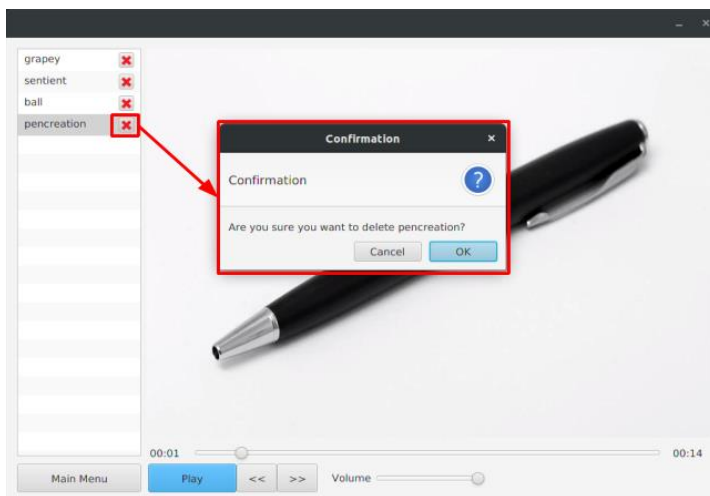 grapey
sentient
ball
pencreation
Confirmation
Confirmation
Are you sure you want to delete pencreation?
Cancel OK
00:01 00:14
Main Menu Play << >> Volume